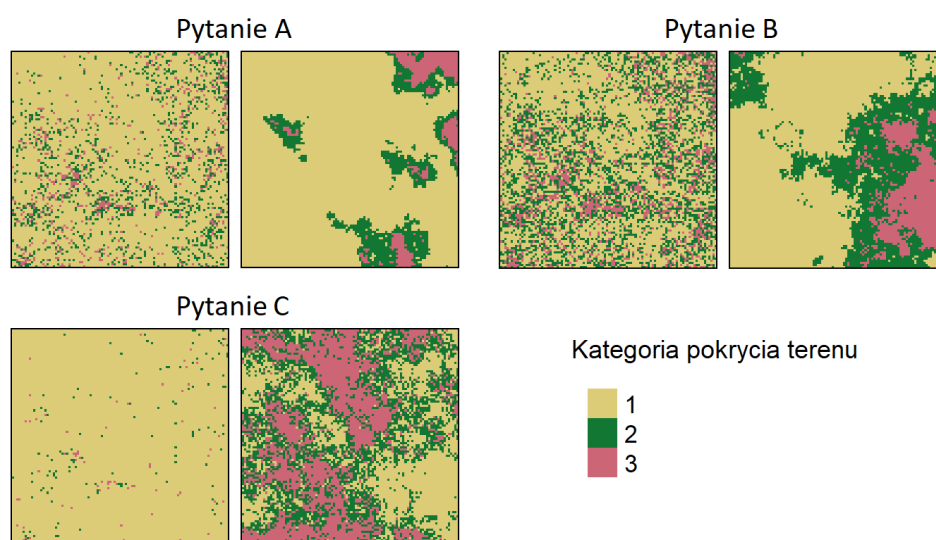 Pytanie A
Pytanie B
Pytanie C
Kategoria pokrycia terenu
1
2
3